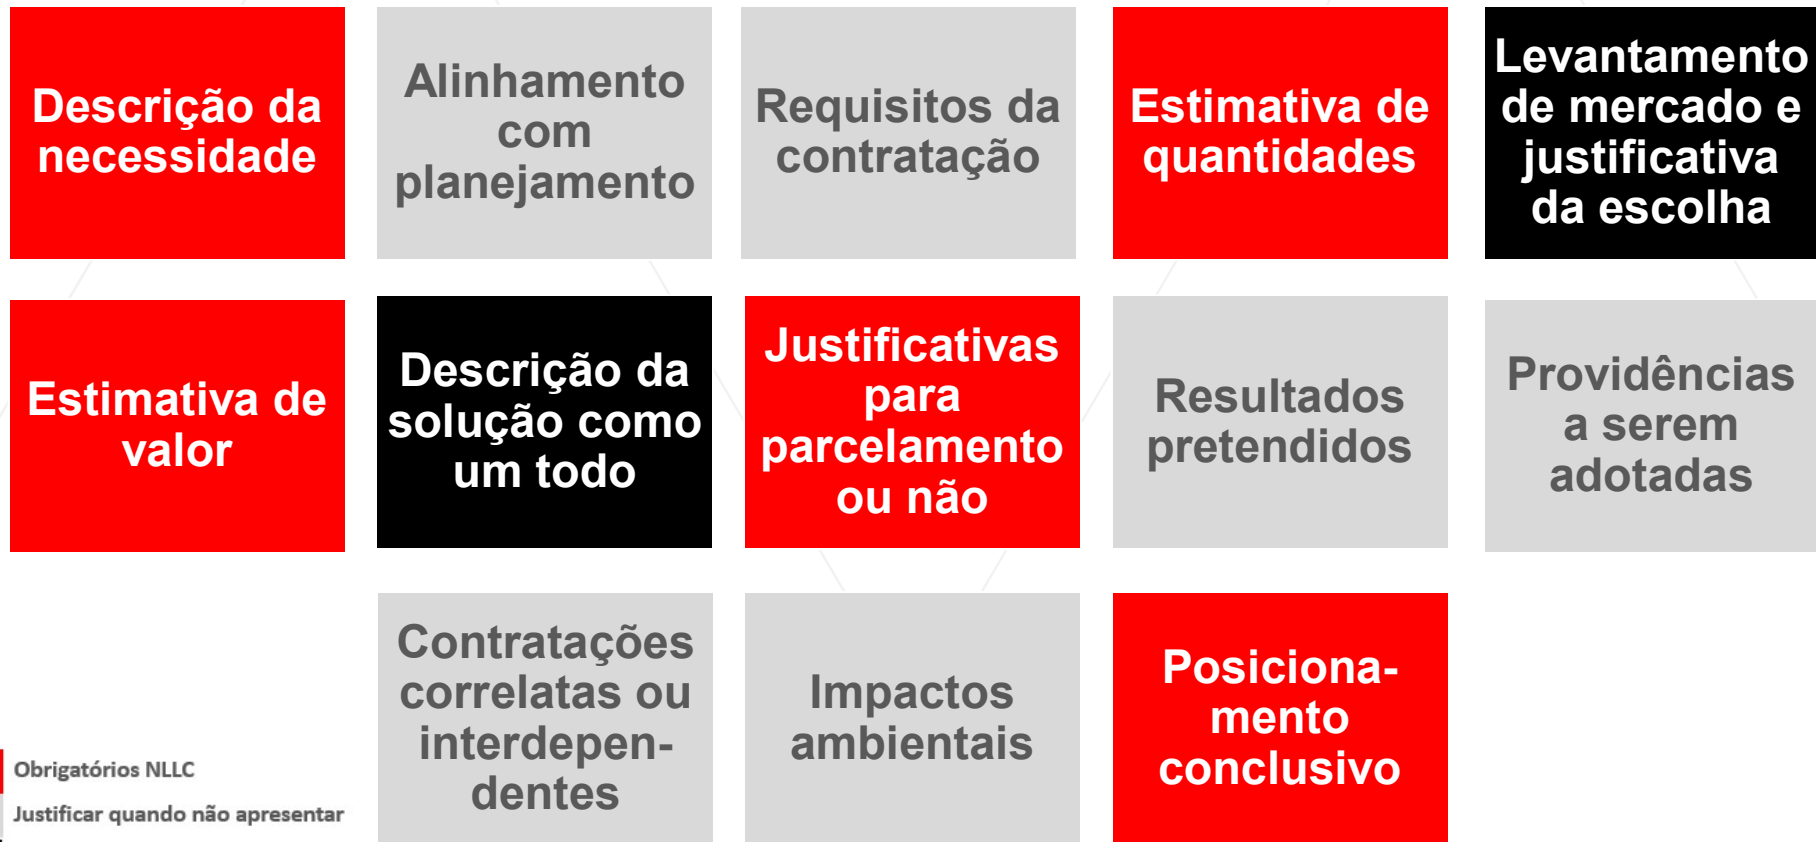 Descrição da
necessidade
Alinhamento
com
planejamento
Requisitos da
contratação
Estimativa de
quantidades
Levantamento
de mercado e
justificativa
da escolha
Estimativa de
valor
Descrição da
solução como
um todo
Justificativas
para
parcelamento
ou não
Resultados
pretendidos
Providências
a serem
adotadas
Contratações
correlatas ou
interdepen-
dentes
Impactos
ambientais
Posiciona-
mento
conclusivo
Obrigatórios NLLC
Justificar quando não apresentar